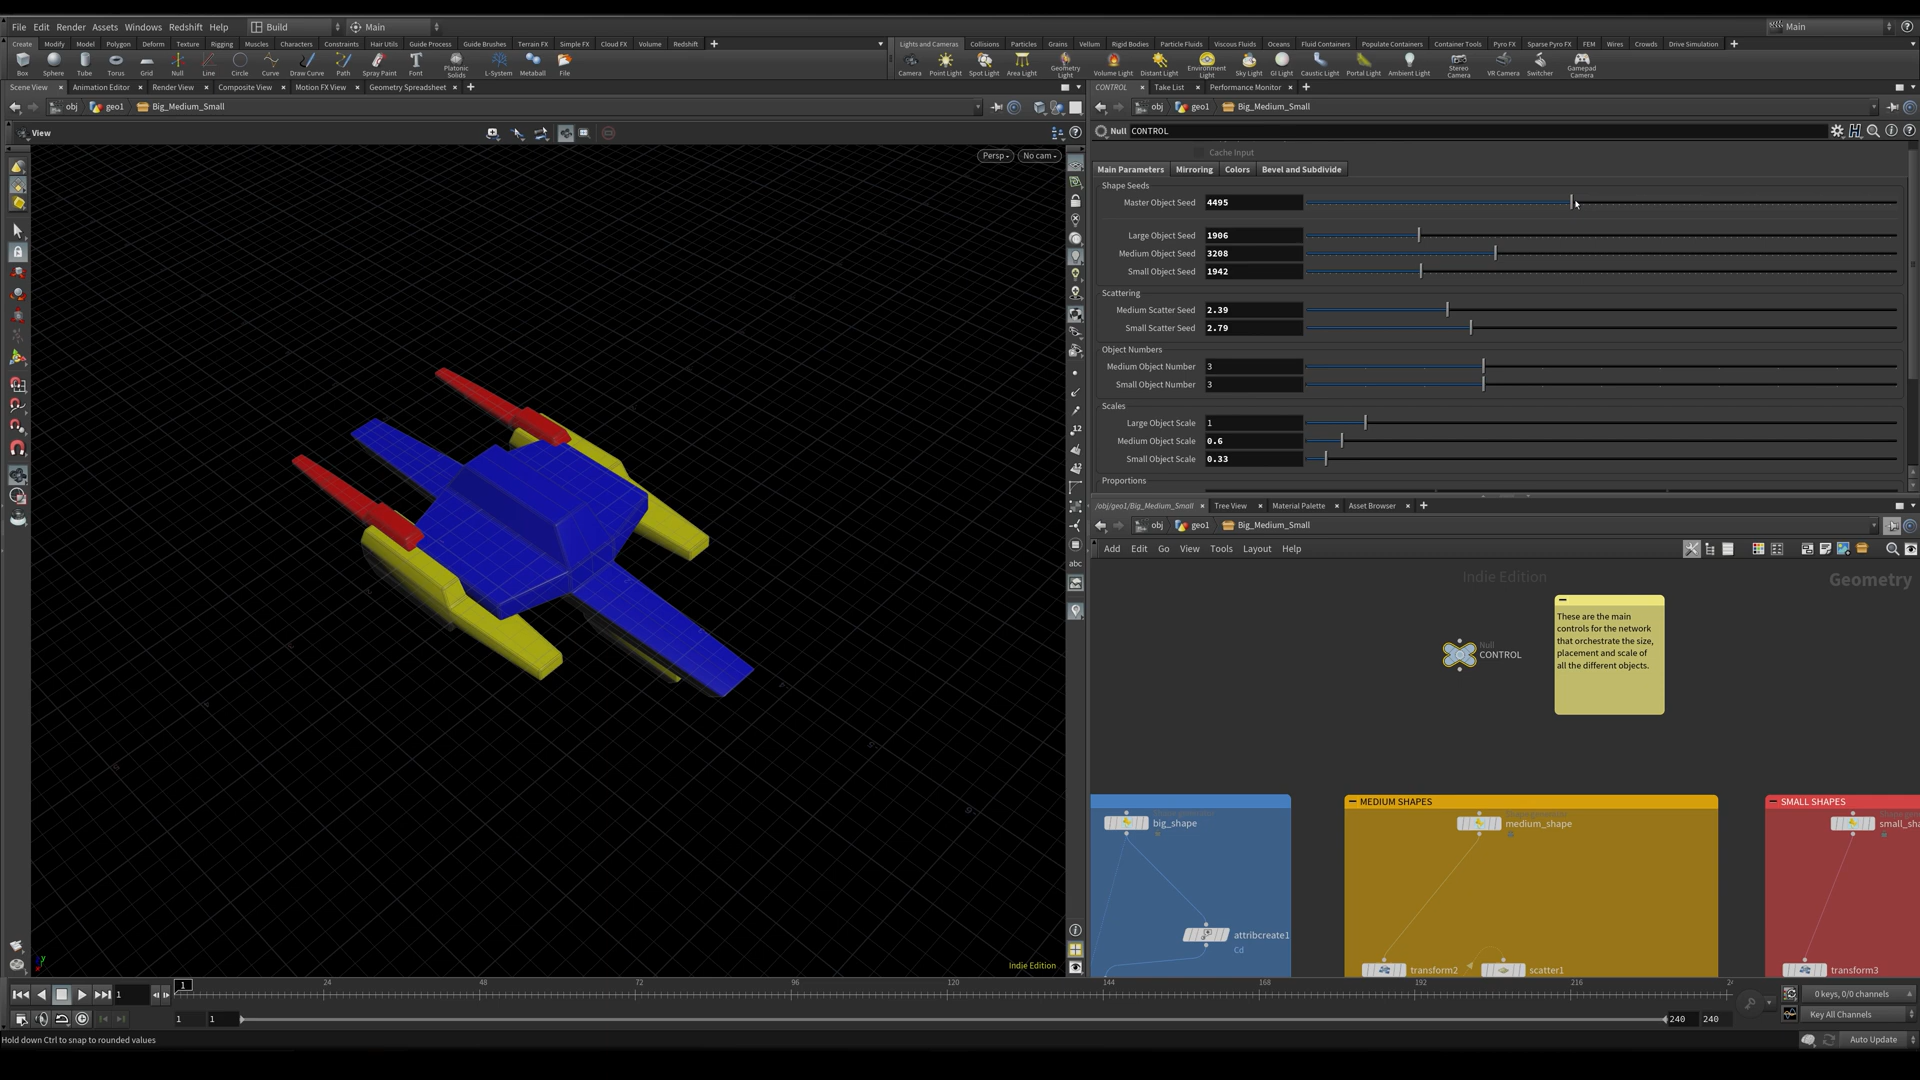 File Edit Render Assets Windows Redshift Help Build Main Main
Create Modify Model Polygon Deform Texture Rigging Muscles Characters Constraints Hair Utils Guide Process Guide Brushes Terrain FX Simple FX Cloud FX Volume Redshift
Box Sphere Tube Torus Grid Null Line Circle Curve Draw Curve Path Spray Paint Font Platonic Solids L-System Metaball File
Lights and Cameras Collisions Particles Grains Vellum Rigid Bodies Particle Fluids Viscous Fluids Oceans Fluid Containers Populate Containers Container Tools Pyro FX Sparse Pyro FX FEM Wires Crowds Drive Simulation
Camera Point Light Spot Light Area Light Geometry Light Volume Light Distant Light Environment Light Sky Light GI Light Caustic Light Portal Light Ambient Light Stereo Camera VR Camera Switcher Gamepad Camera
Scene View Animation Editor Render View Composite View Motion FX View Geometry Spreadsheet
obj geo1 Big_Medium_Small
View
Persp No cam
Indie Edition
CONTROL Take List Performance Monitor
obj geo1 Big_Medium_Small
Null CONTROL
Cache Input
Main Parameters Mirroring Colors Bevel and Subdivide
Shape Seeds
Master Object Seed 4495
Large Object Seed 1906
Medium Object Seed 3208
Small Object Seed 1942
Scattering
Medium Scatter Seed 2.39
Small Scatter Seed 2.79
Object Numbers
Medium Object Number 3
Small Object Number 3
Scales
Large Object Scale 1
Medium Object Scale 0.6
Small Object Scale 0.33
Proportions
/obj/geo1/Big_Medium_Small Tree View Material Palette Asset Browser
obj geo1 Big_Medium_Small
Add Edit Go View Tools Layout Help
Indie Edition Geometry
Null
CONTROL
These are the main
controls for the network
that orchestrate the size,
placement and scale of
all the different objects.
MEDIUM SHAPES
SMALL SHAPES
big_shape
medium_shape
small_sha
attribcreate1
Cd
transform2
scatter1
transform3
abc
1 24 48 72 96 120 144 168 192 216
1 1 1 240 240
0 keys, 0/0 channels
Key All Channels
Hold down Ctrl to snap to rounded values
Auto Update